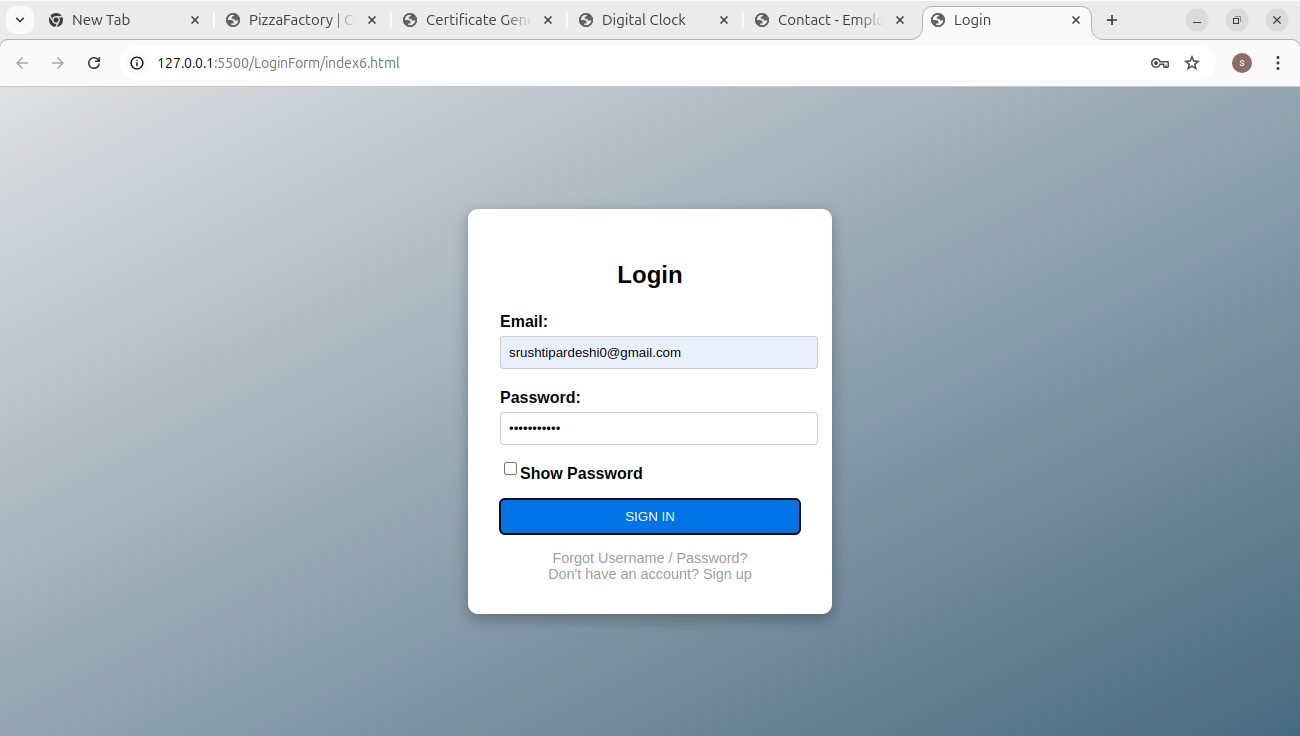 New Tab
PizzaFactory | C
Certificate Gen
Digital Clock
Contact - Emplo
Login
127.0.0.1:5500/LoginForm/index6.html
S
Login
Email:
srushtipardeshi0@gmail.com
Password:
•••••••••••
Show Password
SIGN IN
Forgot Username / Password?
Don't have an account? Sign up